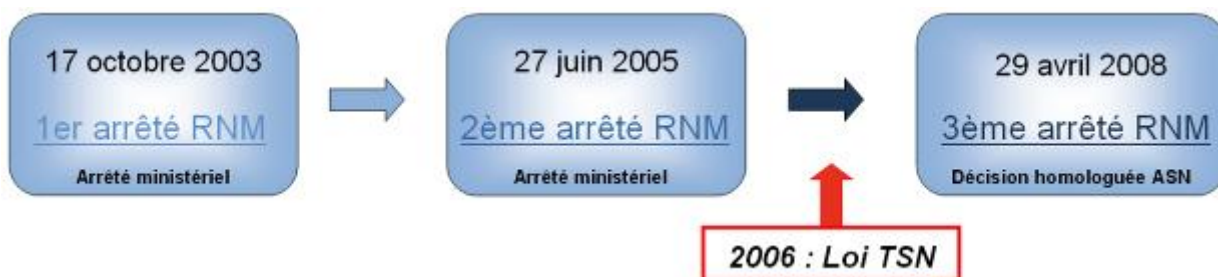 17 octobre 2003
1er arrêté RNM
Arrêté ministériel
27 juin 2005
2ème arrêté RNM
Arrêté ministériel
29 avril 2008
3ème arrêté RNM
Décision homologuée ASN
2006 : Loi TSN